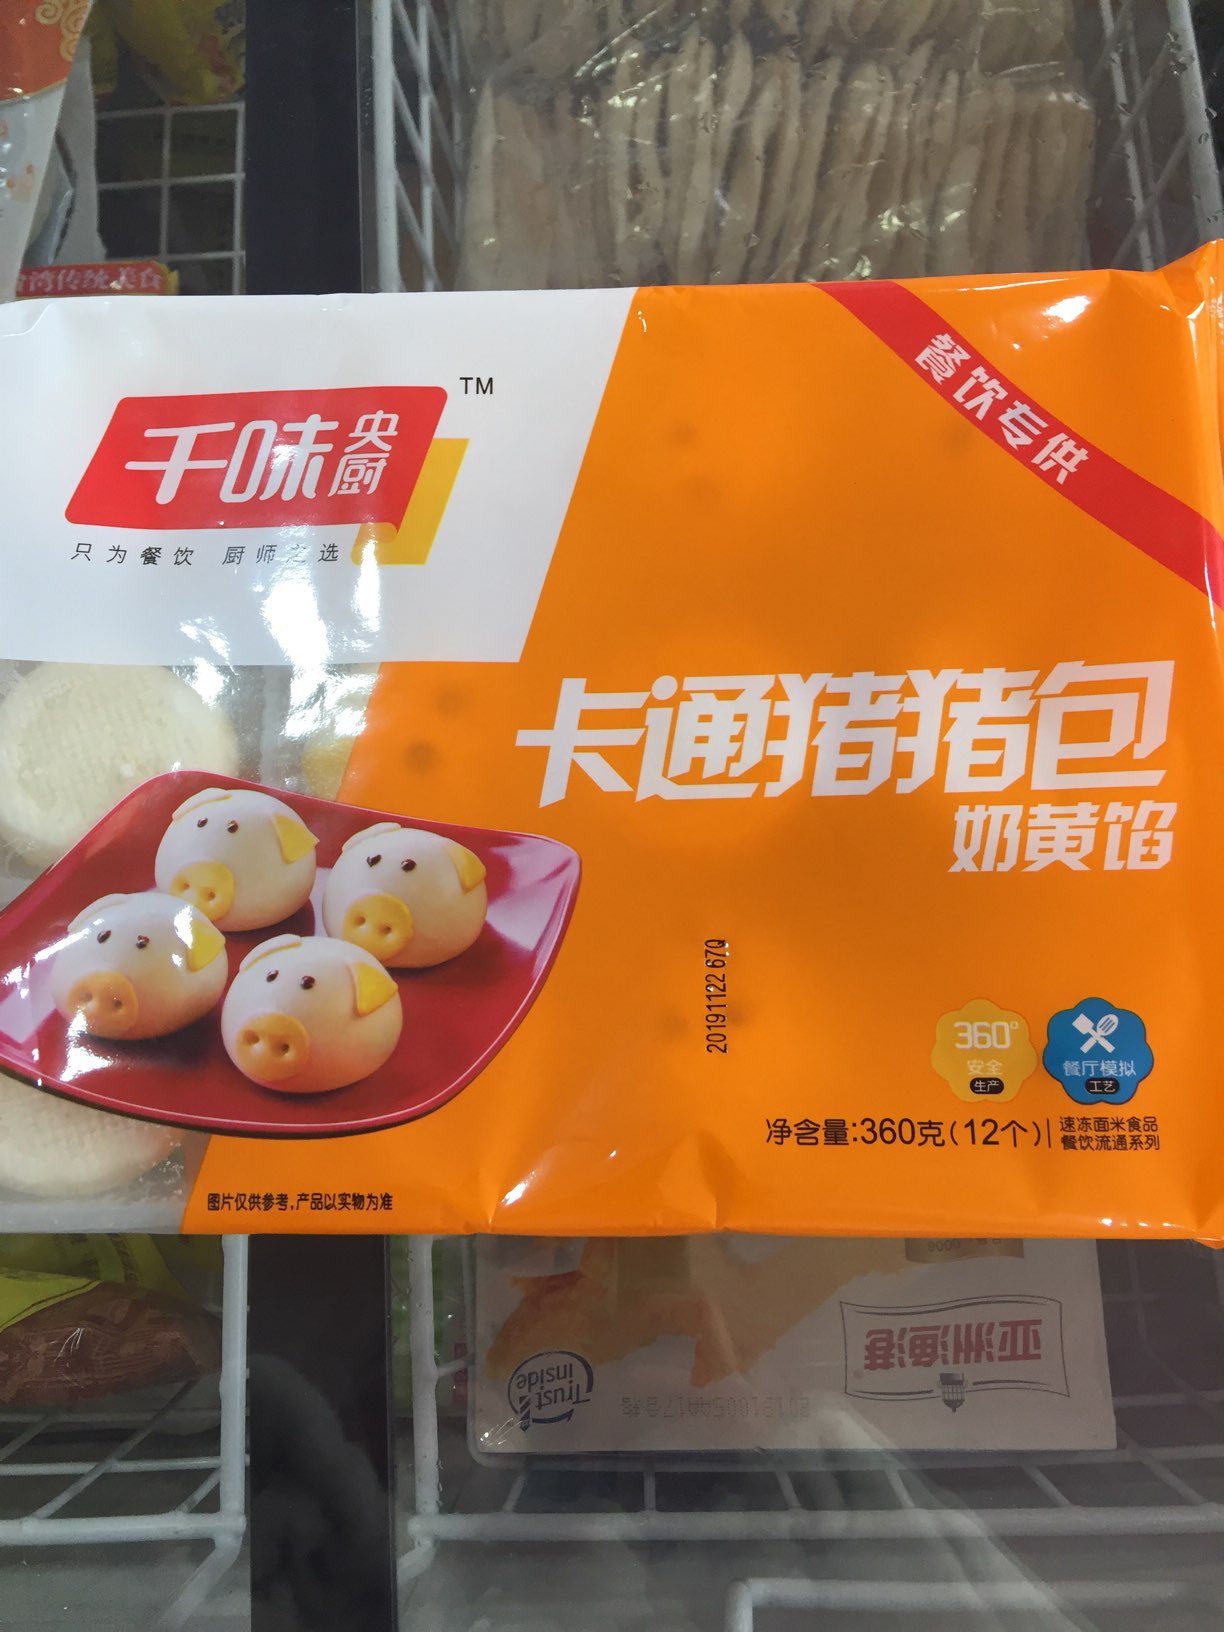 湾传统美食
千味央厨
TM
只为餐饮 厨师之选
餐饮专供
卡通猪猪包
奶黄馅
20191122 67Q
360°
安全
生产
餐厅模拟
工艺
净含量:360克(12个)
速冻面米食品
餐饮流通系列
图片仅供参考,产品以实物为准
亚洲渔港
Trust
inside